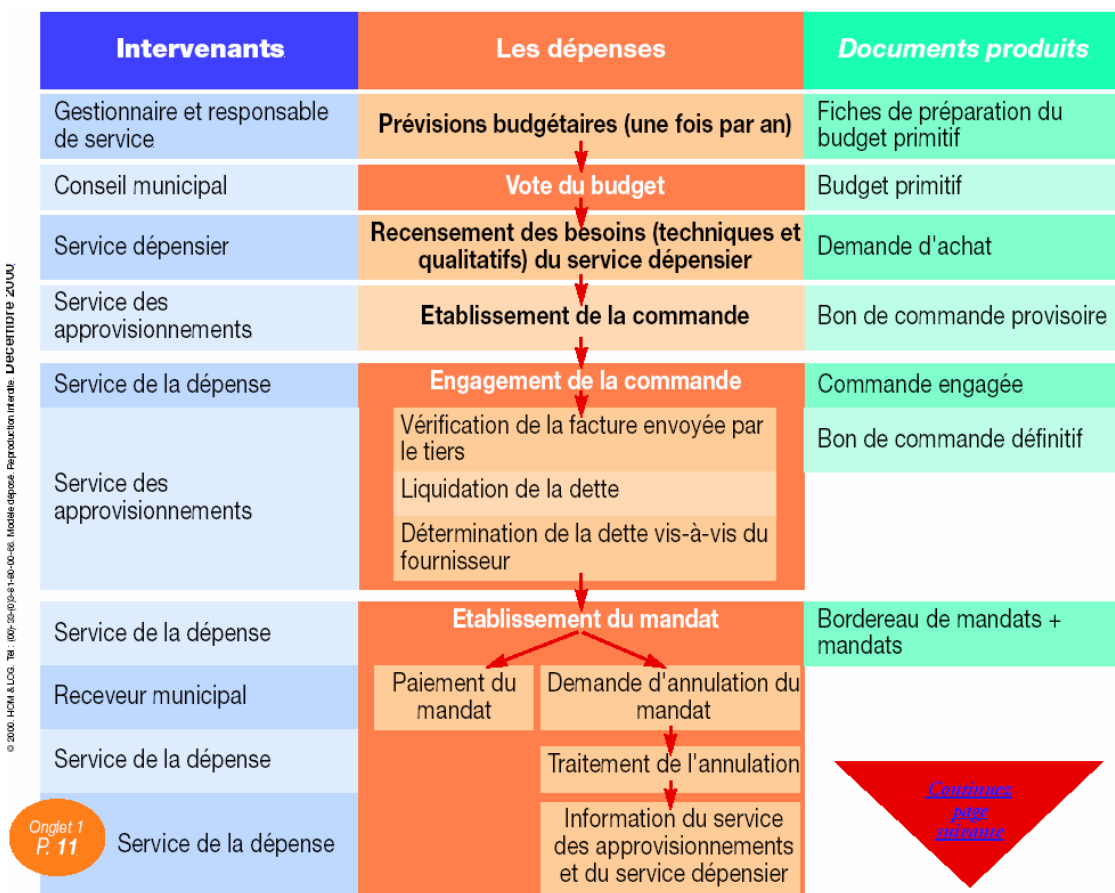 Intervenants
Les dépenses
Documents produits
Gestionnaire et responsable
de service
Prévisions budgétaires (une fois par an)
Fiches de préparation du
budget primitif
Conseil municipal
Vote du budget
Budget primitif
Service dépensier
Recensement des besoins (techniques et
qualitatifs) du service dépensier
Demande d'achat
Service des
approvisionnements
Etablissement de la commande
Bon de commande provisoire
Service de la dépense
Engagement de la commande
Commande engagée
Service des
approvisionnements
Vérification de la facture envoyée par
le tiers
Liquidation de la dette
Détermination de la dette vis-à-vis du
fournisseur
Bon de commande définitif
Service de la dépense
Etablissement du mandat
Bordereau de mandats +
mandats
Receveur municipal
Paiement du
mandat
Demande d'annulation du
mandat
Service de la dépense
Traitement de l'annulation
Service de la dépense
Information du service
des approvisionnements
et du service dépensier
Continuez
page
suivante
Onglet 1
P. 11
© 2000. HOM & LOG. Tél : Modèle déposé. Reproduction interdite. Décembre 2000